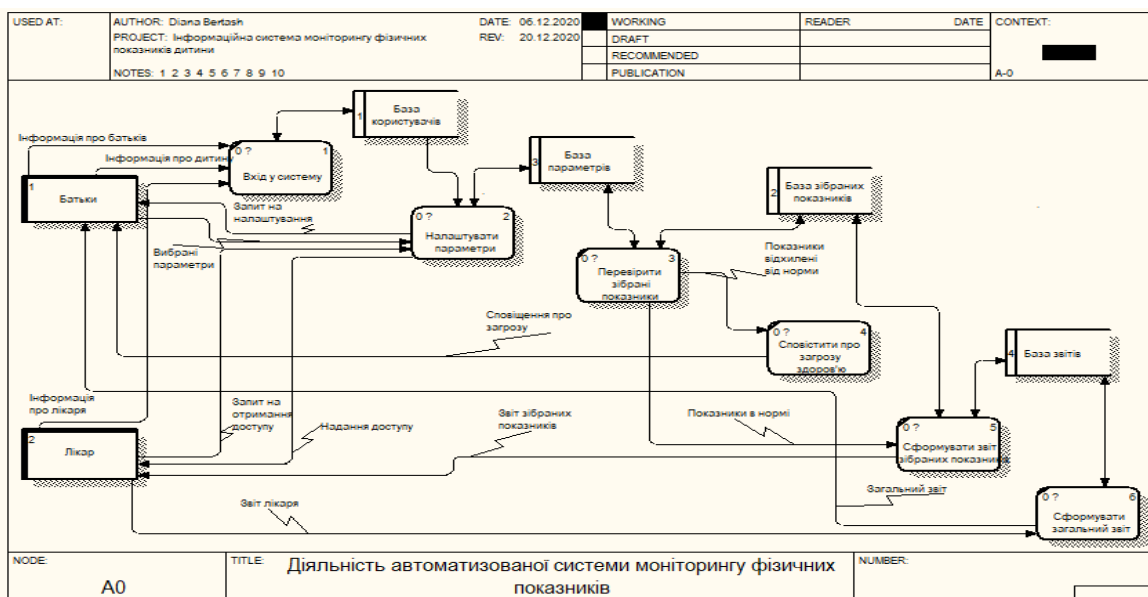 USED AT:
AUTHOR: Diana Bertash
DATE: 06.12.2020
PROJECT: Інформаційна система моніторингу фізичних
показників дитини
REV: 20.12.2020
NOTES: 1 2 3 4 5 6 7 8 9 10
WORKING
DRAFT
RECOMMENDED
PUBLICATION
READER
DATE
CONTEXT:
A-0
1
База
користувачів
Інформація про батьків
0 ?
1
Вхід у систему
Інформація про дитину
3
База
параметрів
1
Батьки
2
База зібраних
показників
Запит на
налаштування
0 ?
2
Налаштувати
параметри
Вибрані
параметри
Показники
відхилені
від норми
0 ?
3
Перевірити
зібрані
показники
Сповіщення про
загрозу
0 ?
4
Сповістити про
загрозу
здоров'ю
4
База звітів
Інформація
про лікаря
Запит на
отримання
доступу
Надання доступу
Звіт зібраних
показників
Показники в нормі
0 ?
5
Сформувати звіт
зібраних показників
2
Лікар
Загальний звіт
Звіт лікаря
0 ?
6
Сформувати
загальний звіт
NODE:
A0
TITLE:
Діяльність автоматизованої системи моніторингу фізичних
показників
NUMBER: